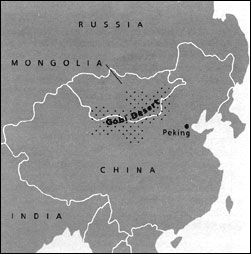 RUSSIA
MONGOLIA
Gobi Desert
Peking
CHINA
INDIA